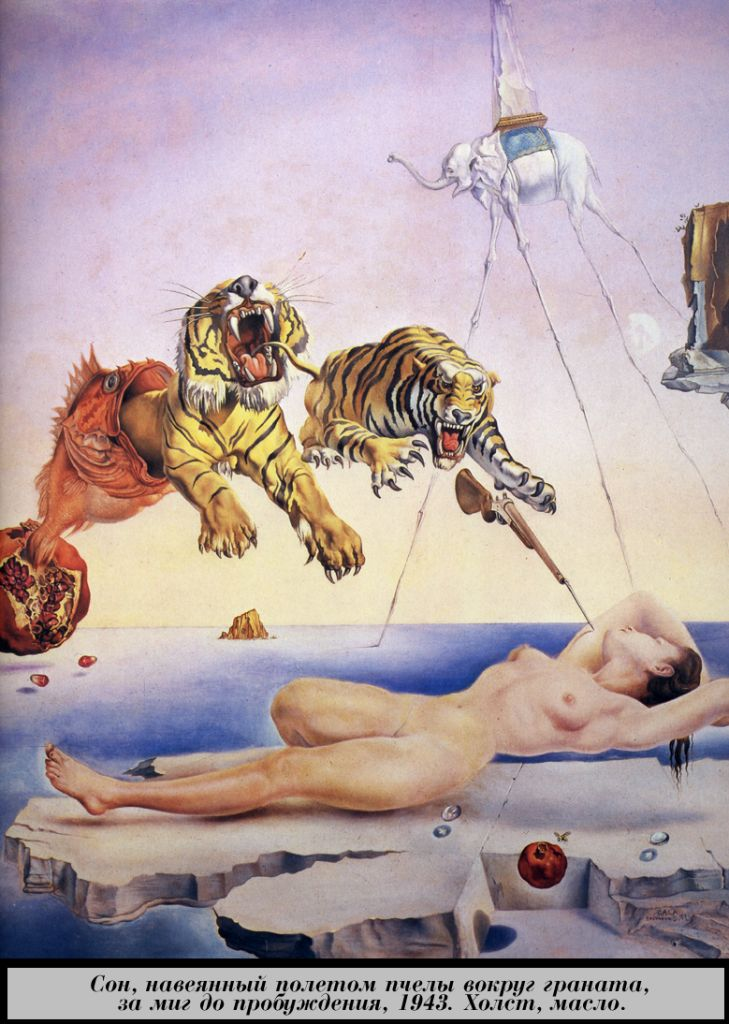 Сон, навеянный полетом пчелы вокруг граната,
за миг до пробуждения, 1943. Холст, масло.